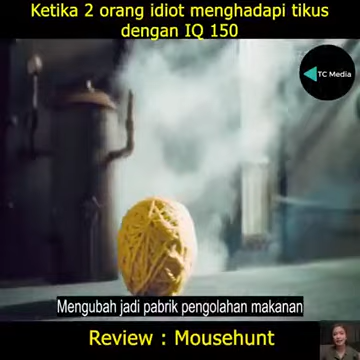 Ketika 2 orang idiot menghadapi tikus
dengan IQ 150
TC Media
Mengubah jadi pabrik pengolahan makanan
Review : Mousehunt